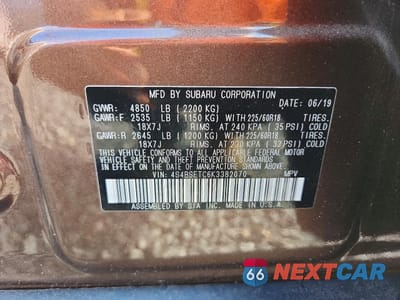 MFD BY SUBARU CORPORATION DATE: 06/19
GVWR: 4850 LB (2200 KG)
GAWR:F 2535 LB (1150 KG) WITH 225/60R18 TIRES.
18X7J RIMS. AT 240 KPA (35 PSI) COLD
GAWR:R 2645 LB (1200 KG) WITH 225/60R18 TIRES.
18X7J RIMS. AT 230 KPA (33 PSI) COLD
THIS VEHICLE CONFORMS TO ALL APPLICABLE FEDERAL MOTOR
VEHICLE SAFETY, BUMPER, AND THEFT PREVENTION STANDARDS
IN EFFECT ON THE DATE OF MANUFACTURE SHOWN ABOVE.
VIN: 4S4BSETC6K3382070 MPV
ASSEMBLED BY SIA INC. MADE IN U.S.A
66 NEXTCAR